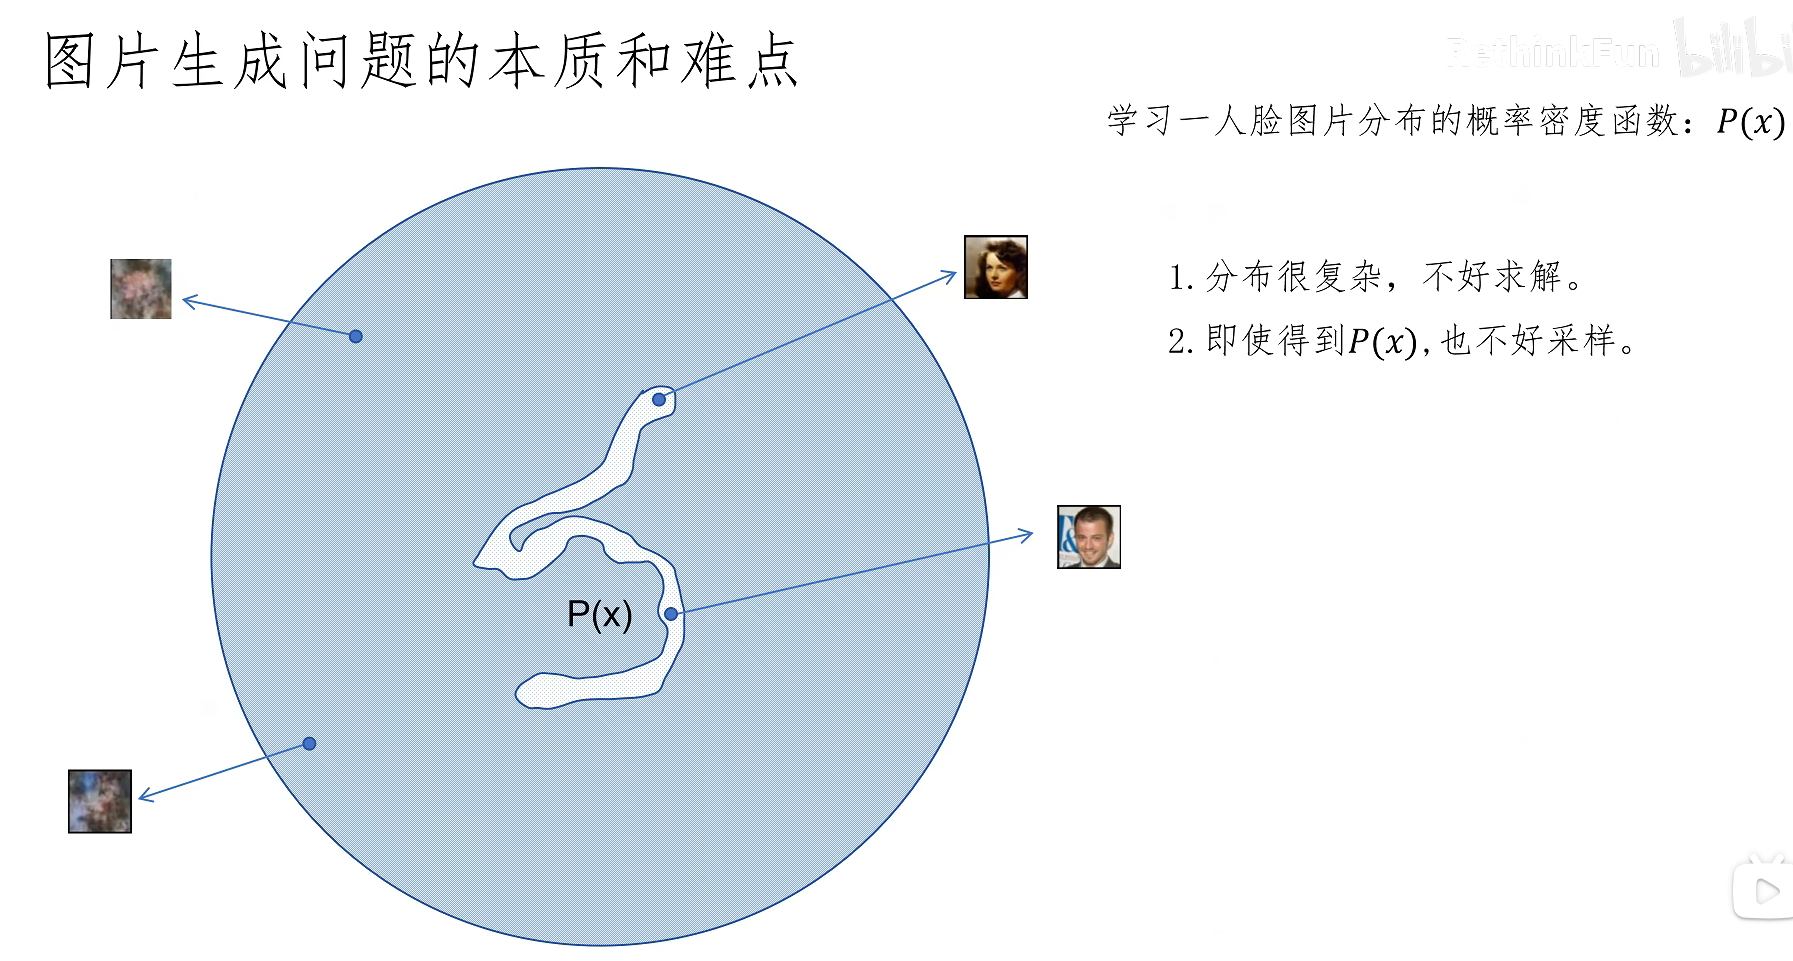 图片生成问题的本质和难点
RethinkFun bilibili
学习一人脸图片分布的概率密度函数：P(x)
1. 分布很复杂，不好求解。
2. 即使得到P(x)，也不好采样。
P(x)